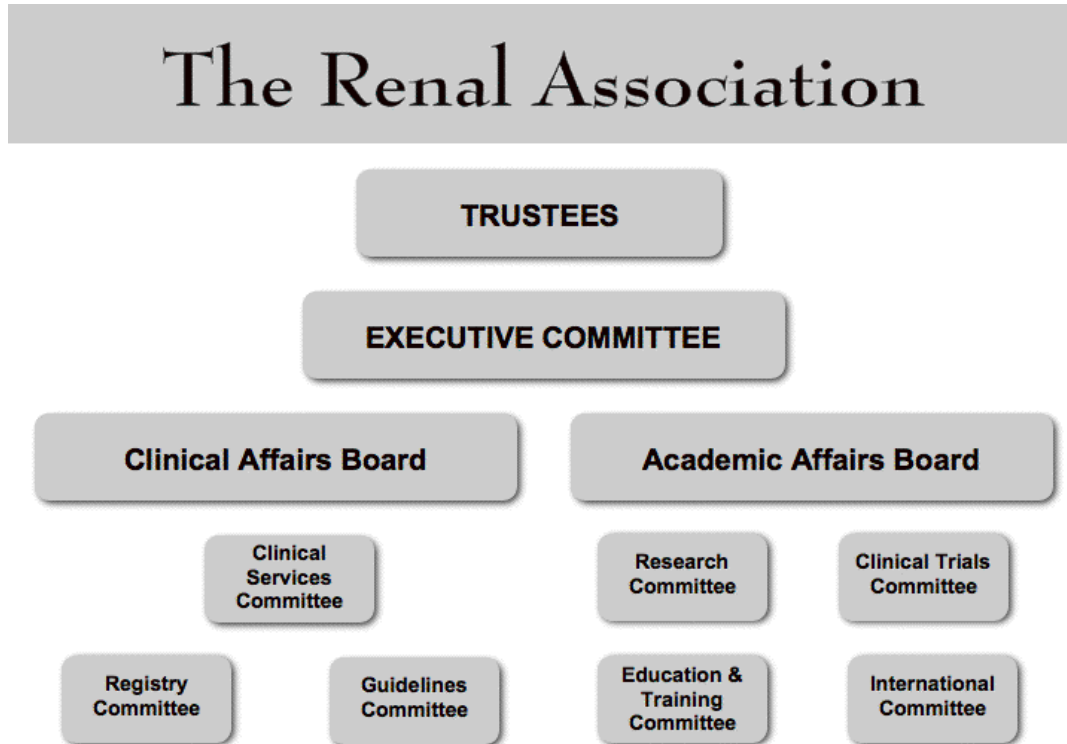 The Renal Association
TRUSTEES
EXECUTIVE COMMITTEE
Clinical Affairs Board
Academic Affairs Board
Clinical
Services
Committee
Research
Committee
Clinical Trials
Committee
Registry
Committee
Guidelines
Committee
Education &
Training
Committee
International
Committee